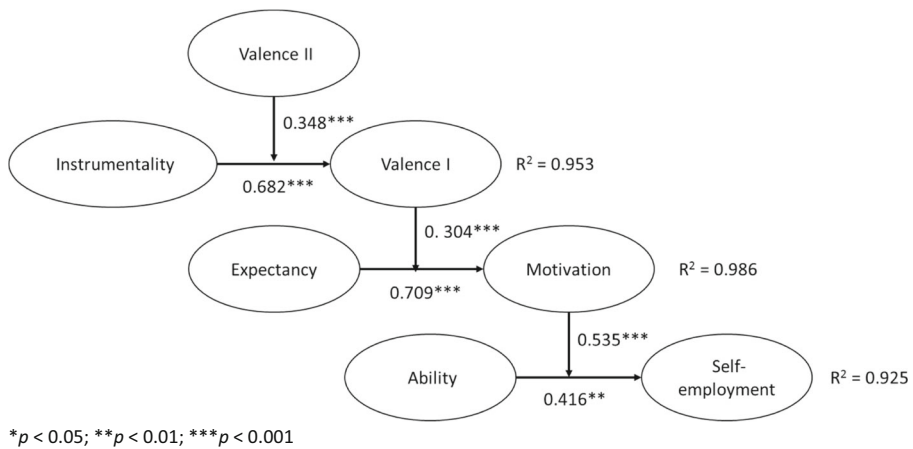 Valence II
0.348***
Instrumentality
Valence I
R² = 0.953
0.682***
0. 304***
Expectancy
Motivation
R² = 0.986
0.709***
0.535***
Ability
Self-
employment
R² = 0.925
0.416**
*p < 0.05; **p < 0.01; ***p < 0.001